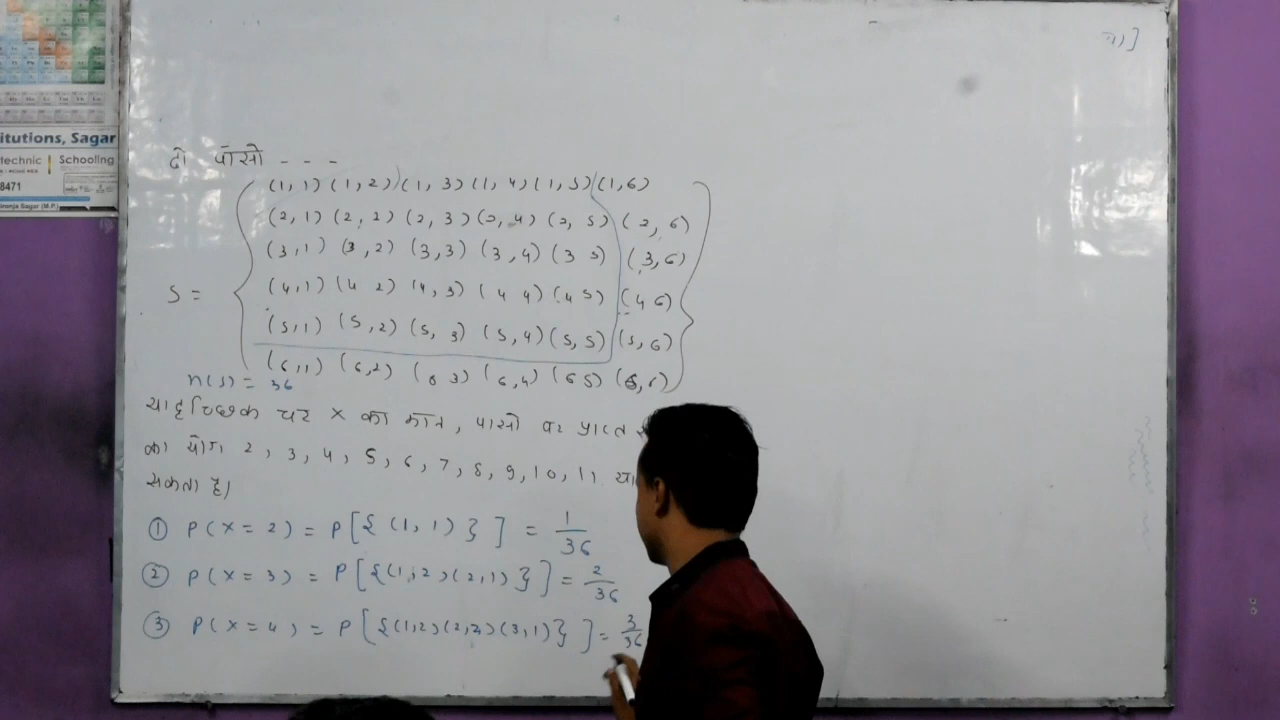 या]
itutions, Sagar
technic | Schooling
8471
ironja Sagar (M.P.)
दो पाँसो - - -
(1, 1) (1, 2) (1, 3) (1, 4) (1, 5) (1, 6)
(2, 1) (2, 2) (2, 3) (2, 4) (2, 5) (2, 6)
(3, 1) (3, 2) (3, 3) (3, 4) (3 5) (3, 6)
S = (4, 1) (4 2) (4, 3) (4 4) (4 5) (4 6)
(5, 1) (5, 2) (5, 3) (5, 4) (5, 5) (5, 6)
(6, 1) (6, 2) (6 3) (6, 4) (6 5) (6, 6)
n(s) = 36
यादृच्छिक चर X का मान, पासो पर प्राप्त
का योग 2, 3, 4, 5, 6, 7, 8, 9, 10, 11 या
सकता है।
① P(X = 2) = P[{(1, 1)}] = 1/36
② P(X = 3) = P[{(1, 2)(2, 1)}] = 2/36
③ P(X = 4) = P[{(1,2)(2,2)(3,1)}] = 3/36